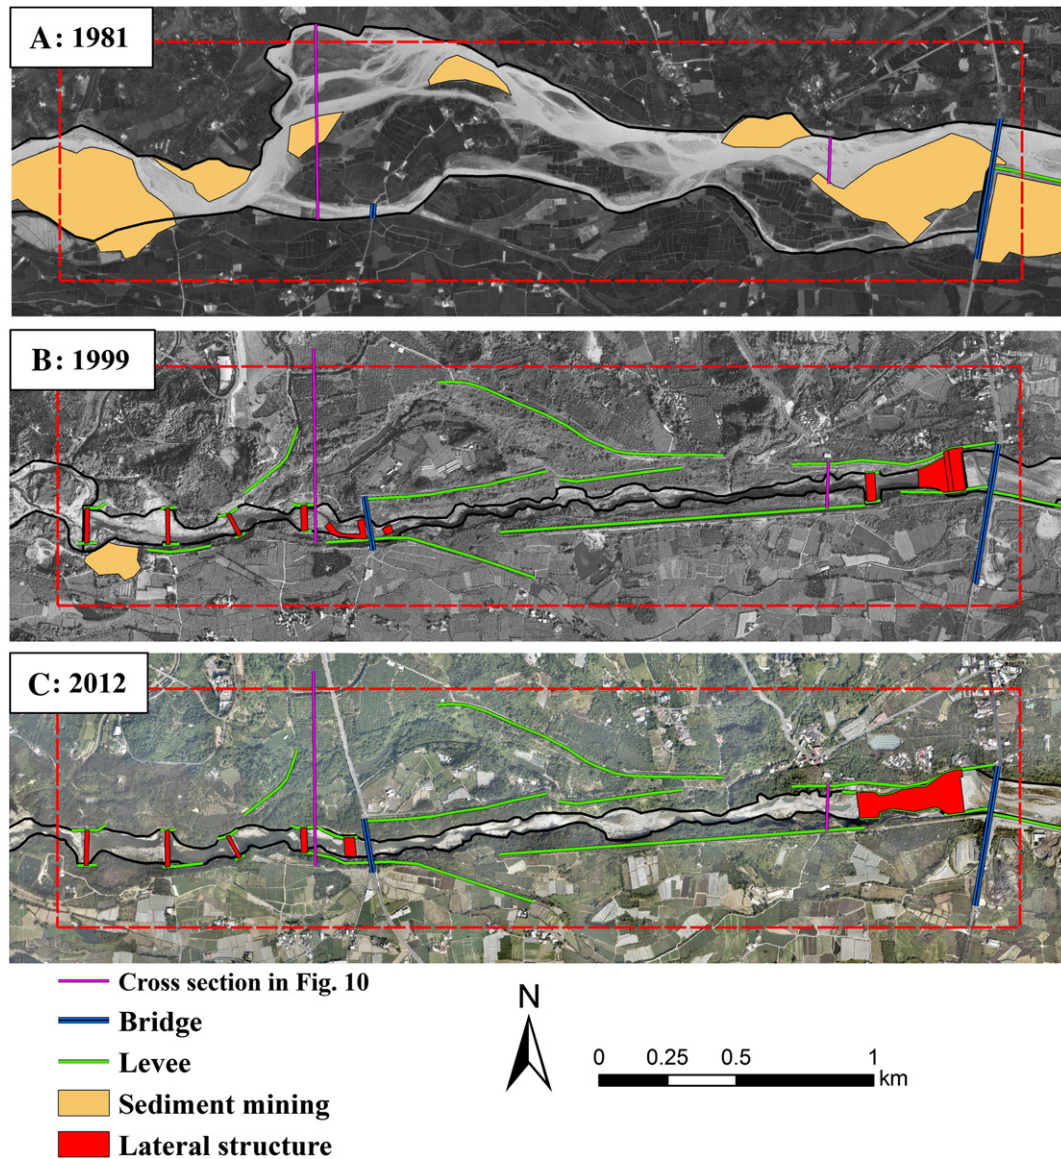 A: 1981
B: 1999
C: 2012
Cross section in Fig. 10
Bridge
Levee
Sediment mining
Lateral structure
N
0 0.25 0.5 1
km